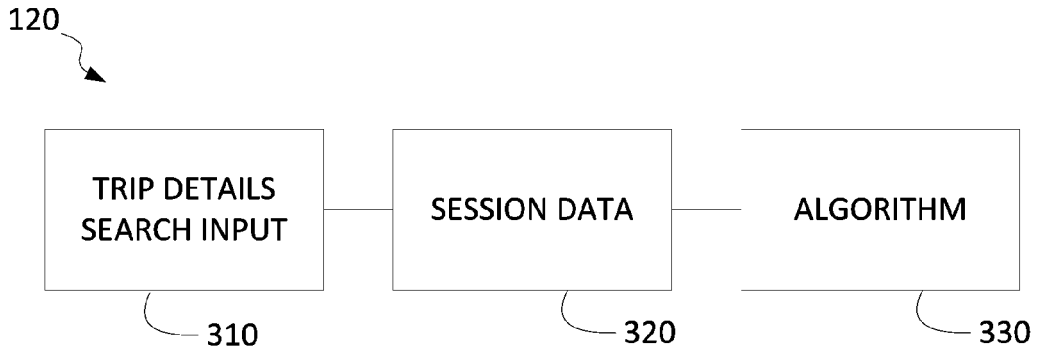 120
TRIP DETAILS
SEARCH INPUT
SESSION DATA
ALGORITHM
310
320
330